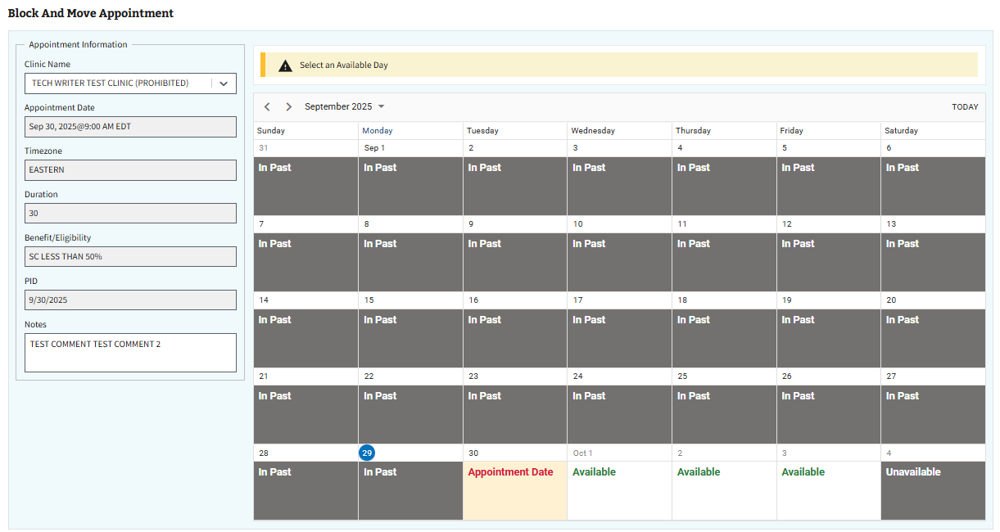 Block And Move Appointment
Appointment Information
Clinic Name
TECH WRITER TEST CLINIC (PROHIBITED)
Appointment Date
Sep 30, 2025@9:00 AM EDT
Timezone
EASTERN
Duration
30
Benefit/Eligibility
SC LESS THAN 50%
PID
9/30/2025
Notes
TEST COMMENT TEST COMMENT 2
Select an Available Day
September 2025 TODAY
Sunday Monday Tuesday Wednesday Thursday Friday Saturday
31 Sep 1 2 3 4 5 6
In Past In Past In Past In Past In Past In Past In Past
7 8 9 10 11 12 13
In Past In Past In Past In Past In Past In Past In Past
14 15 16 17 18 19 20
In Past In Past In Past In Past In Past In Past In Past
21 22 23 24 25 26 27
In Past In Past In Past In Past In Past In Past In Past
28 29 30 Oct 1 2 3 4
In Past In Past Appointment Date Available Available Available Unavailable